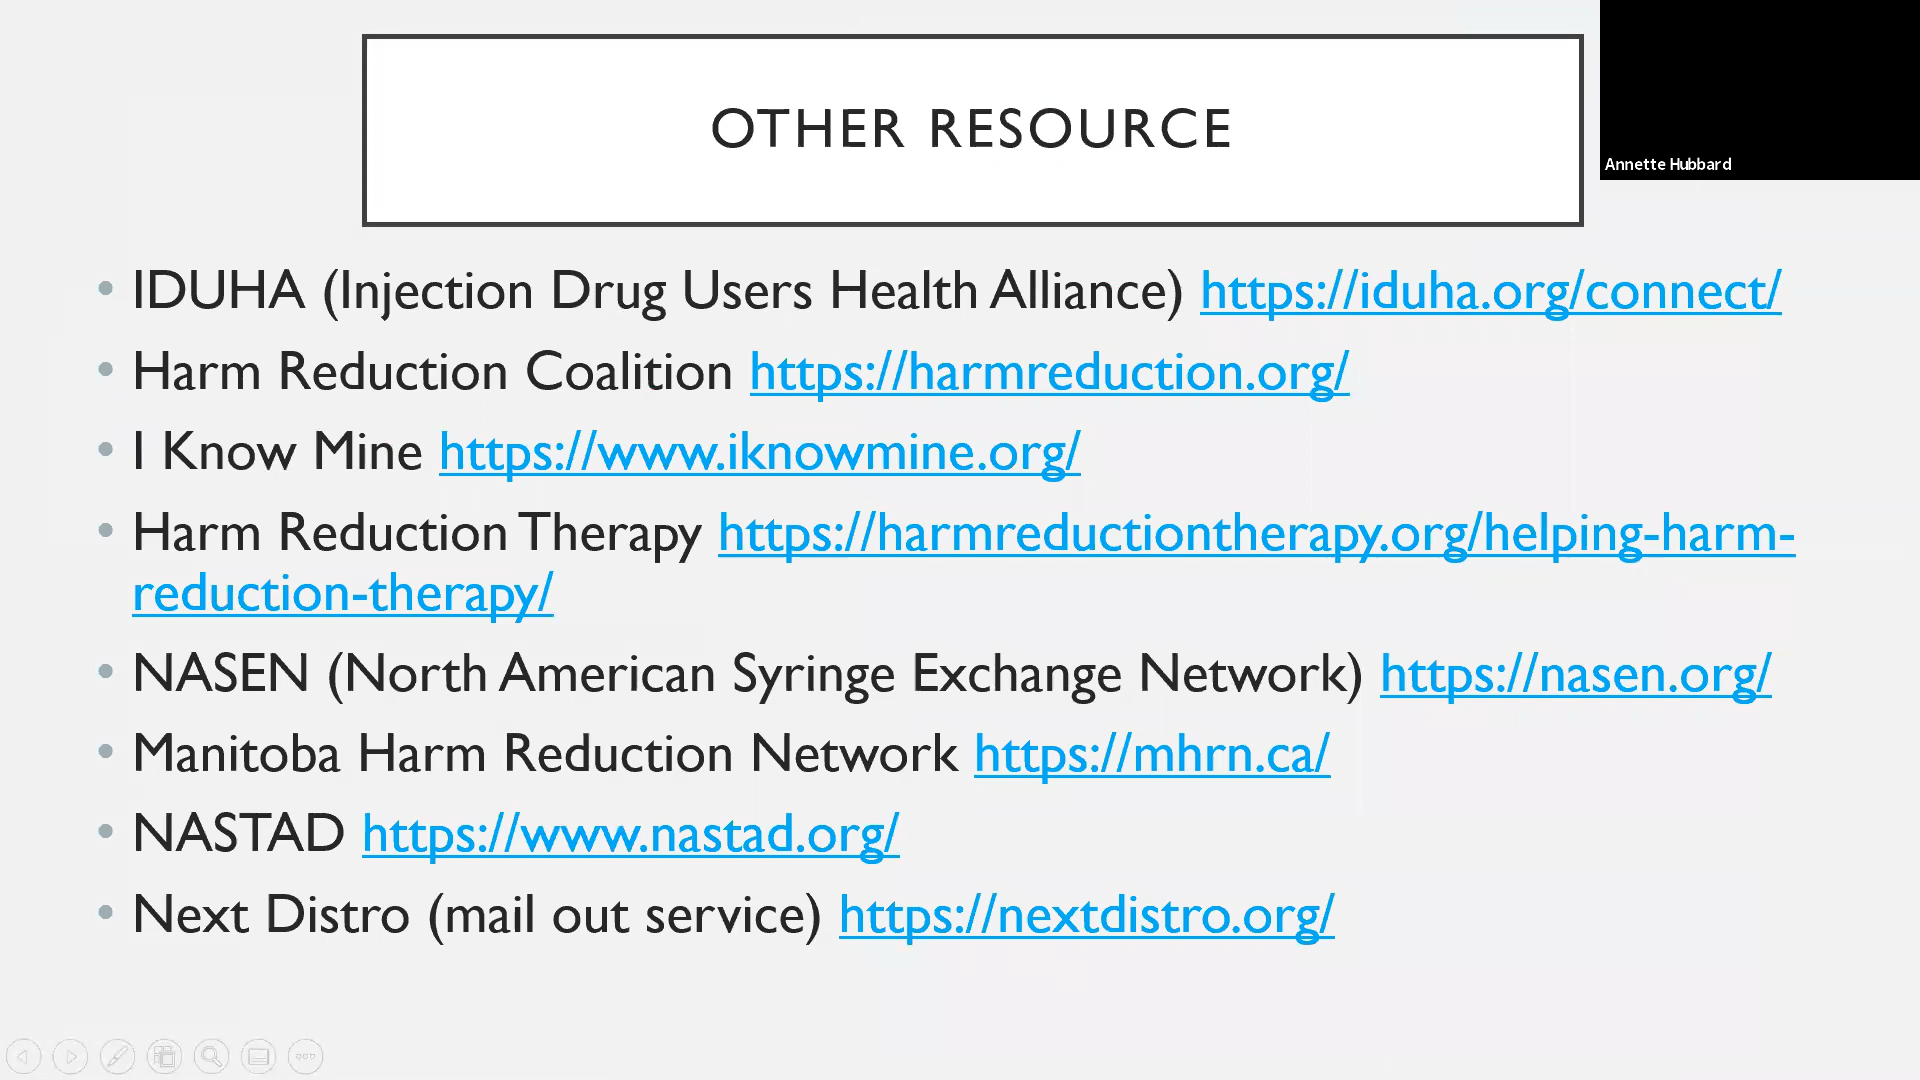 OTHER RESOURCE
Annette Hubbard
• IDUHA (Injection Drug Users Health Alliance) https://iduha.org/connect/
• Harm Reduction Coalition https://harmreduction.org/
• I Know Mine https://www.iknowmine.org/
• Harm Reduction Therapy https://harmreductiontherapy.org/helping-harm-
reduction-therapy/
• NASEN (North American Syringe Exchange Network) https://nasen.org/
• Manitoba Harm Reduction Network https://mhrn.ca/
• NASTAD https://www.nastad.org/
• Next Distro (mail out service) https://nextdistro.org/